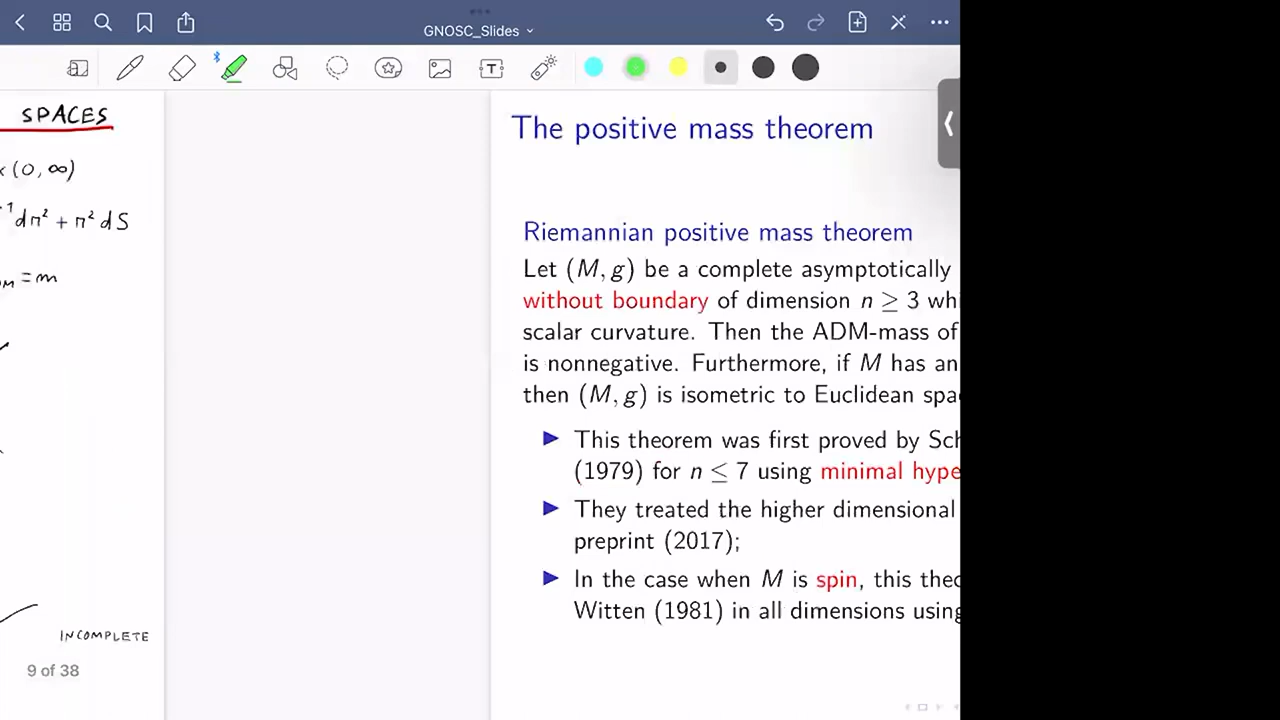 GNOSC_Slides
SPACES
x (0, ∞)
⁻¹ dr² + r² dS
M = m
INCOMPLETE
9 of 38
The positive mass theorem
Riemannian positive mass theorem
Let (M, g) be a complete asymptotically
without boundary of dimension n ≥ 3 whi
scalar curvature. Then the ADM-mass of
is nonnegative. Furthermore, if M has an
then (M, g) is isometric to Euclidean spa
▶ This theorem was first proved by Sch
(1979) for n ≤ 7 using minimal hype
▶ They treated the higher dimensional
preprint (2017);
▶ In the case when M is spin, this theo
Witten (1981) in all dimensions using